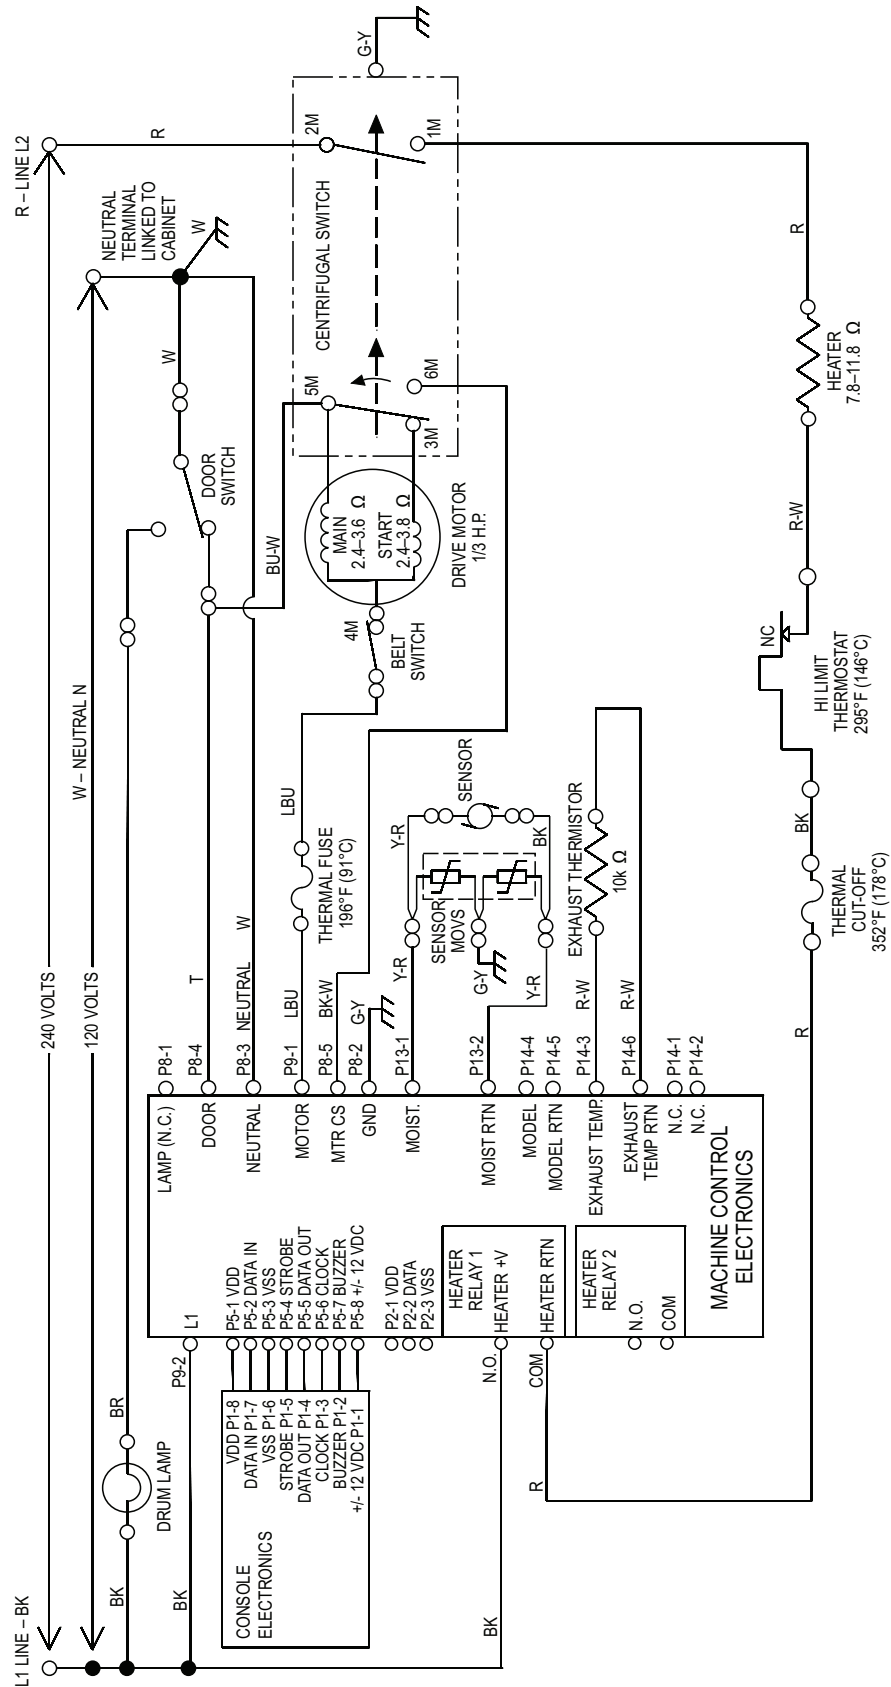 L1 LINE – BK
240 VOLTS
R – LINE L2
120 VOLTS
W – NEUTRAL N
NEUTRAL
TERMINAL
LINKED TO
CABINET
W
R
G-Y
BK
DRUM LAMP
BR
W
DOOR
SWITCH
BU-W
CENTRIFUGAL SWITCH
5M
2M
6M
3M
1M
MAIN
2.4–3.6 Ω
START
2.4–3.8 Ω
DRIVE MOTOR
1/3 H.P.
4M
BELT
SWITCH
BK
P9-2
L1
LAMP (N.C.)
P8-1
DOOR
P8-4
T
NEUTRAL
P8-3
NEUTRAL
W
MOTOR
P9-1
LBU
THERMAL FUSE
196°F (91°C)
LBU
MTR CS
P8-5
BK-W
GND
P8-2
G-Y
MOIST.
P13-1
Y-R
Y-R
SENSOR
SENSOR
MOVS
G-Y
BK
MOIST RTN
P13-2
Y-R
MODEL
P14-4
MODEL RTN
P14-5
EXHAUST TEMP.
P14-3
R-W
EXHAUST THERMISTOR
10k Ω
EXHAUST
TEMP RTN
P14-6
R-W
N.C.
P14-1
N.C.
P14-2
MACHINE CONTROL
ELECTRONICS
VDD P1-8
P5-1 VDD
DATA IN P1-7
P5-2 DATA IN
VSS P1-6
P5-3 VSS
STROBE P1-5
P5-4 STROBE
DATA OUT P1-4
P5-5 DATA OUT
CLOCK P1-3
P5-6 CLOCK
BUZZER P1-2
P5-7 BUZZER
+/- 12 VDC P1-1
P5-8 +/- 12 VDC
CONSOLE
ELECTRONICS
P2-1 VDD
P2-2 DATA
P2-3 VSS
HEATER
RELAY 1
BK
N.O.
HEATER +V
COM
HEATER RTN
R
HEATER
RELAY 2
N.O.
COM
R
THERMAL
CUT-OFF
352°F (178°C)
BK
NC
HI LIMIT
THERMOSTAT
295°F (146°C)
R-W
HEATER
7.8–11.8 Ω
R